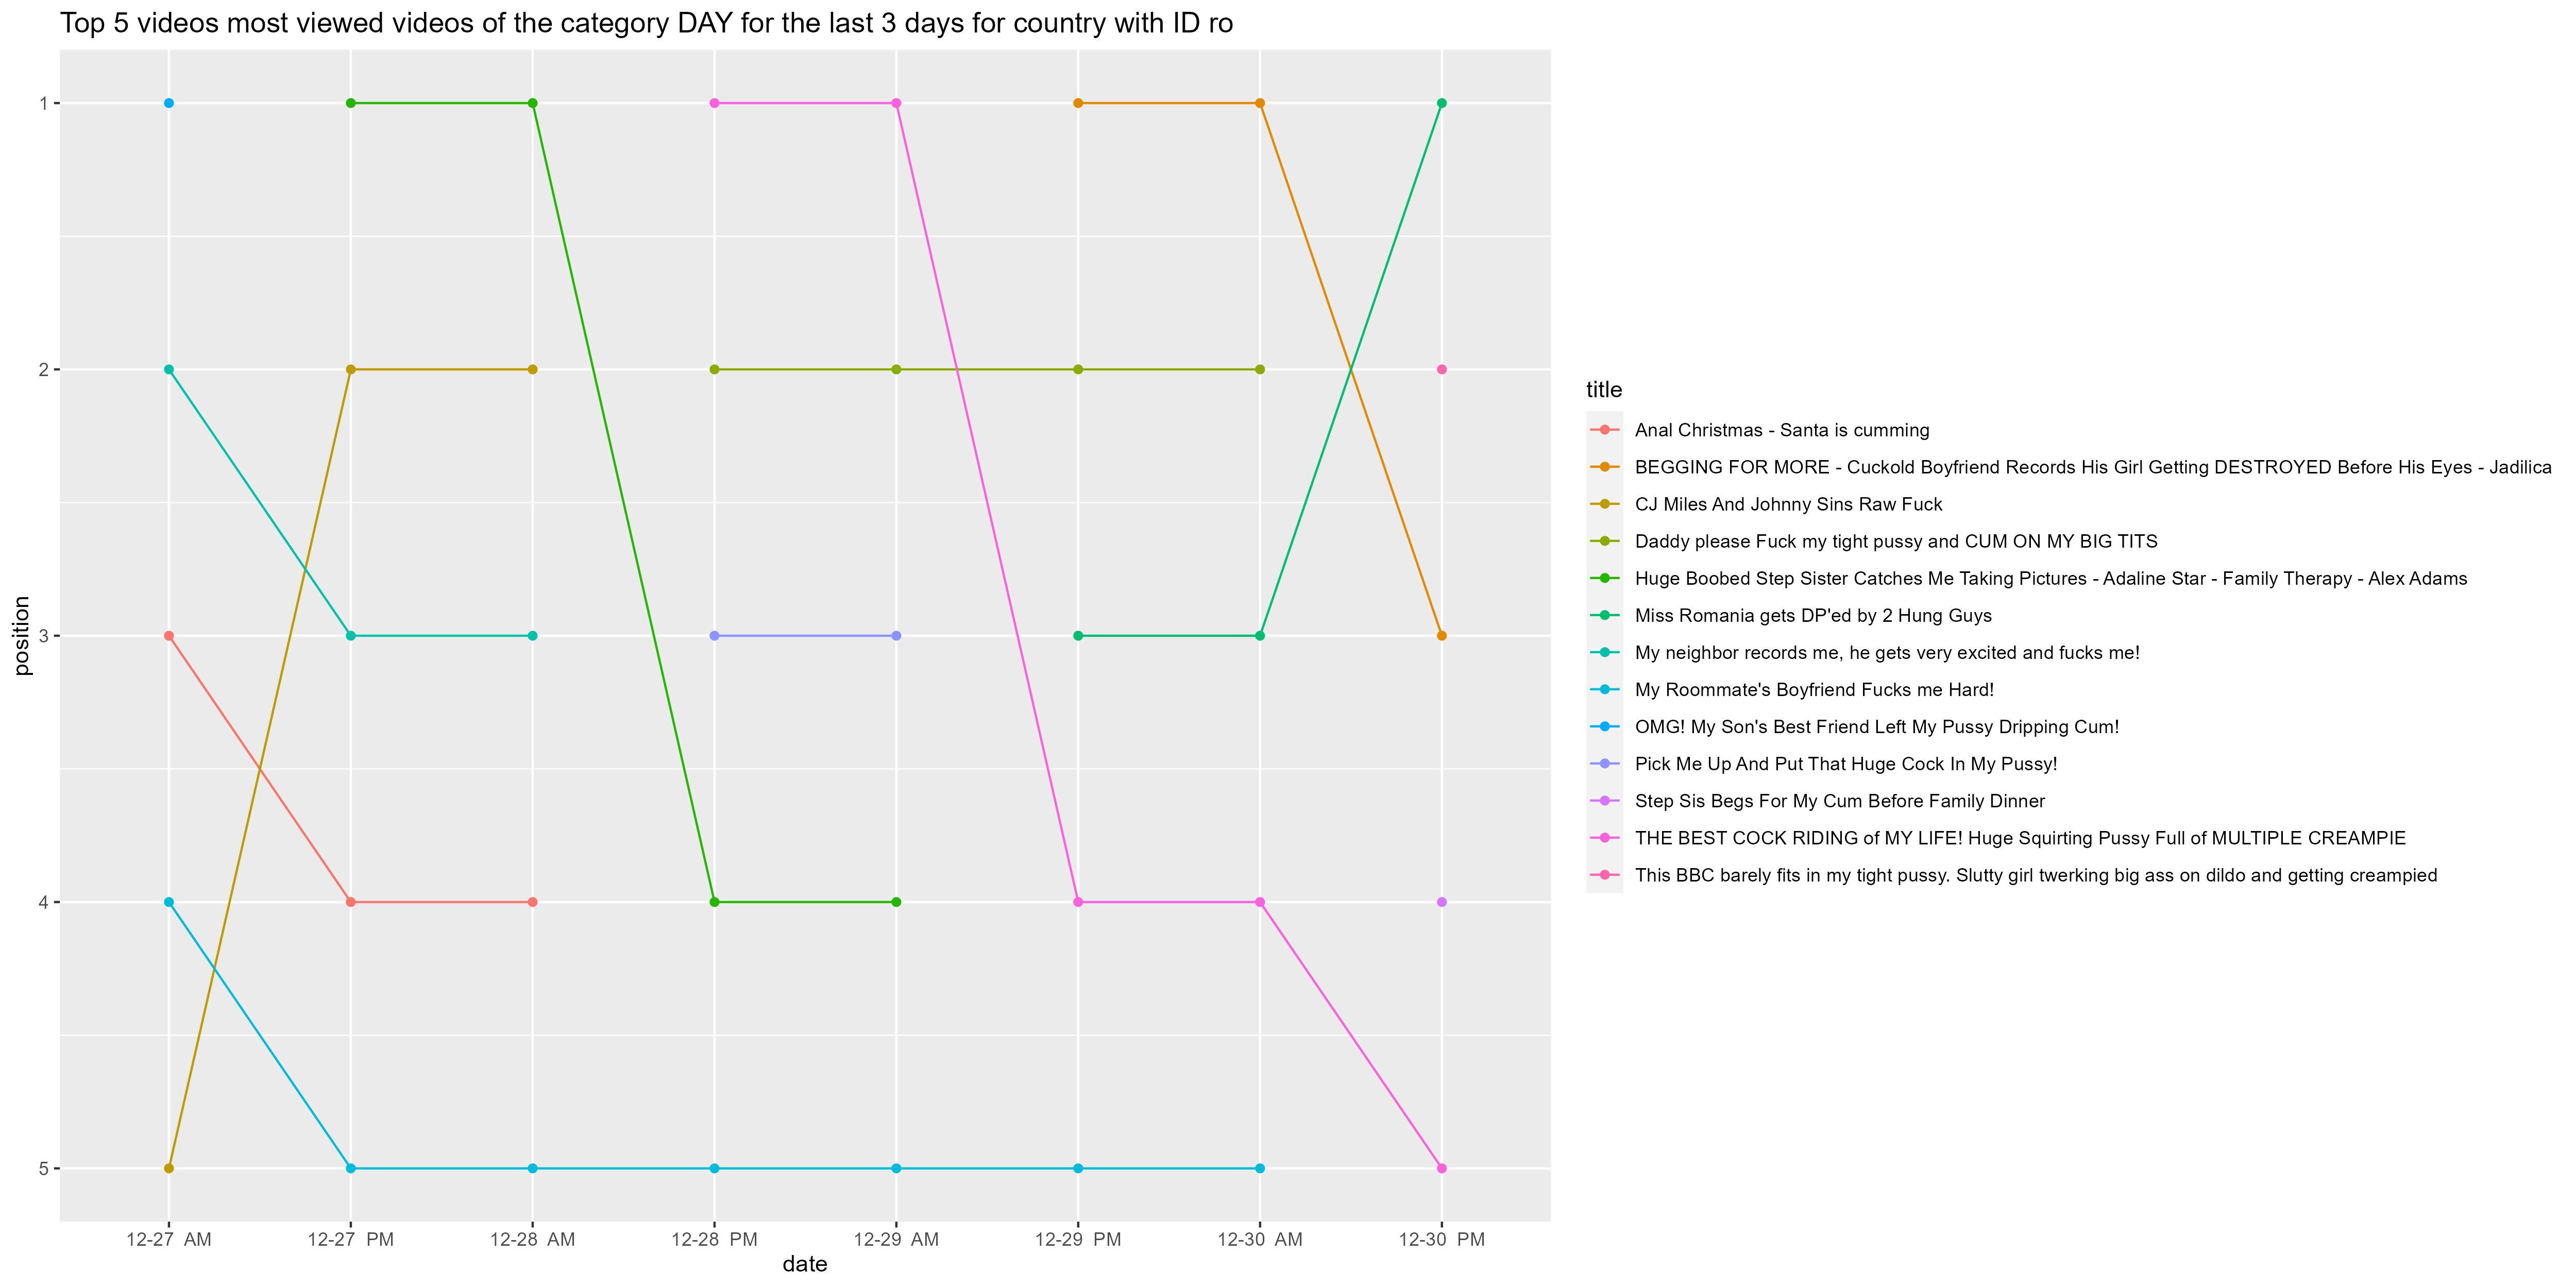 Top 5 videos most viewed videos of the category DAY for the last 3 days for country with ID ro
position
1
2
3
4
5
12-27 AM
12-27 PM
12-28 AM
12-28 PM
12-29 AM
12-29 PM
12-30 AM
12-30 PM
date
title
Anal Christmas - Santa is cumming
BEGGING FOR MORE - Cuckold Boyfriend Records His Girl Getting DESTROYED Before His Eyes - Jadilica
CJ Miles And Johnny Sins Raw Fuck
Daddy please Fuck my tight pussy and CUM ON MY BIG TITS
Huge Boobed Step Sister Catches Me Taking Pictures - Adaline Star - Family Therapy - Alex Adams
Miss Romania gets DP'ed by 2 Hung Guys
My neighbor records me, he gets very excited and fucks me!
My Roommate's Boyfriend Fucks me Hard!
OMG! My Son's Best Friend Left My Pussy Dripping Cum!
Pick Me Up And Put That Huge Cock In My Pussy!
Step Sis Begs For My Cum Before Family Dinner
THE BEST COCK RIDING of MY LIFE! Huge Squirting Pussy Full of MULTIPLE CREAMPIE
This BBC barely fits in my tight pussy. Slutty girl twerking big ass on dildo and getting creampied